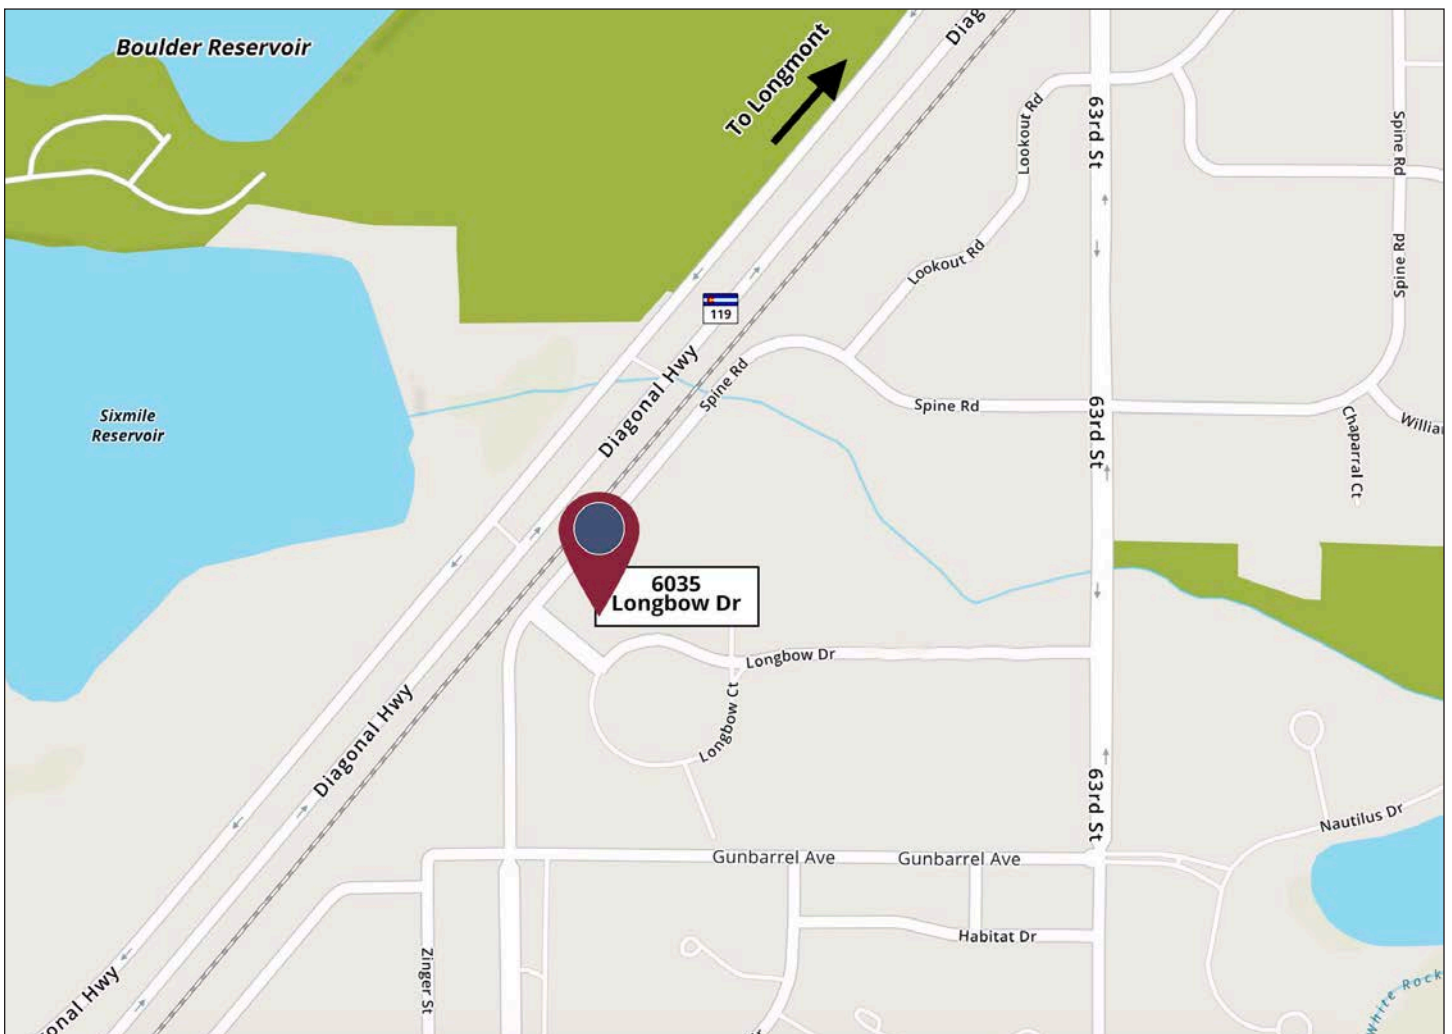 Boulder Reservoir
To Longmont
Diag
Lookout Rd
63rd St
Spine Rd
Lookout Rd
Spine Rd
119
Diagonal Hwy
Spine Rd
Spine Rd
63rd St
Chaparral Ct
Willia
Sixmile
Reservoir
6035
Longbow Dr
Longbow Dr
Longbow Ct
Diagonal Hwy
63rd St
Nautilus Dr
Gunbarrel Ave
Gunbarrel Ave
Habitat Dr
Zinger St
onal Hwy
White Rock